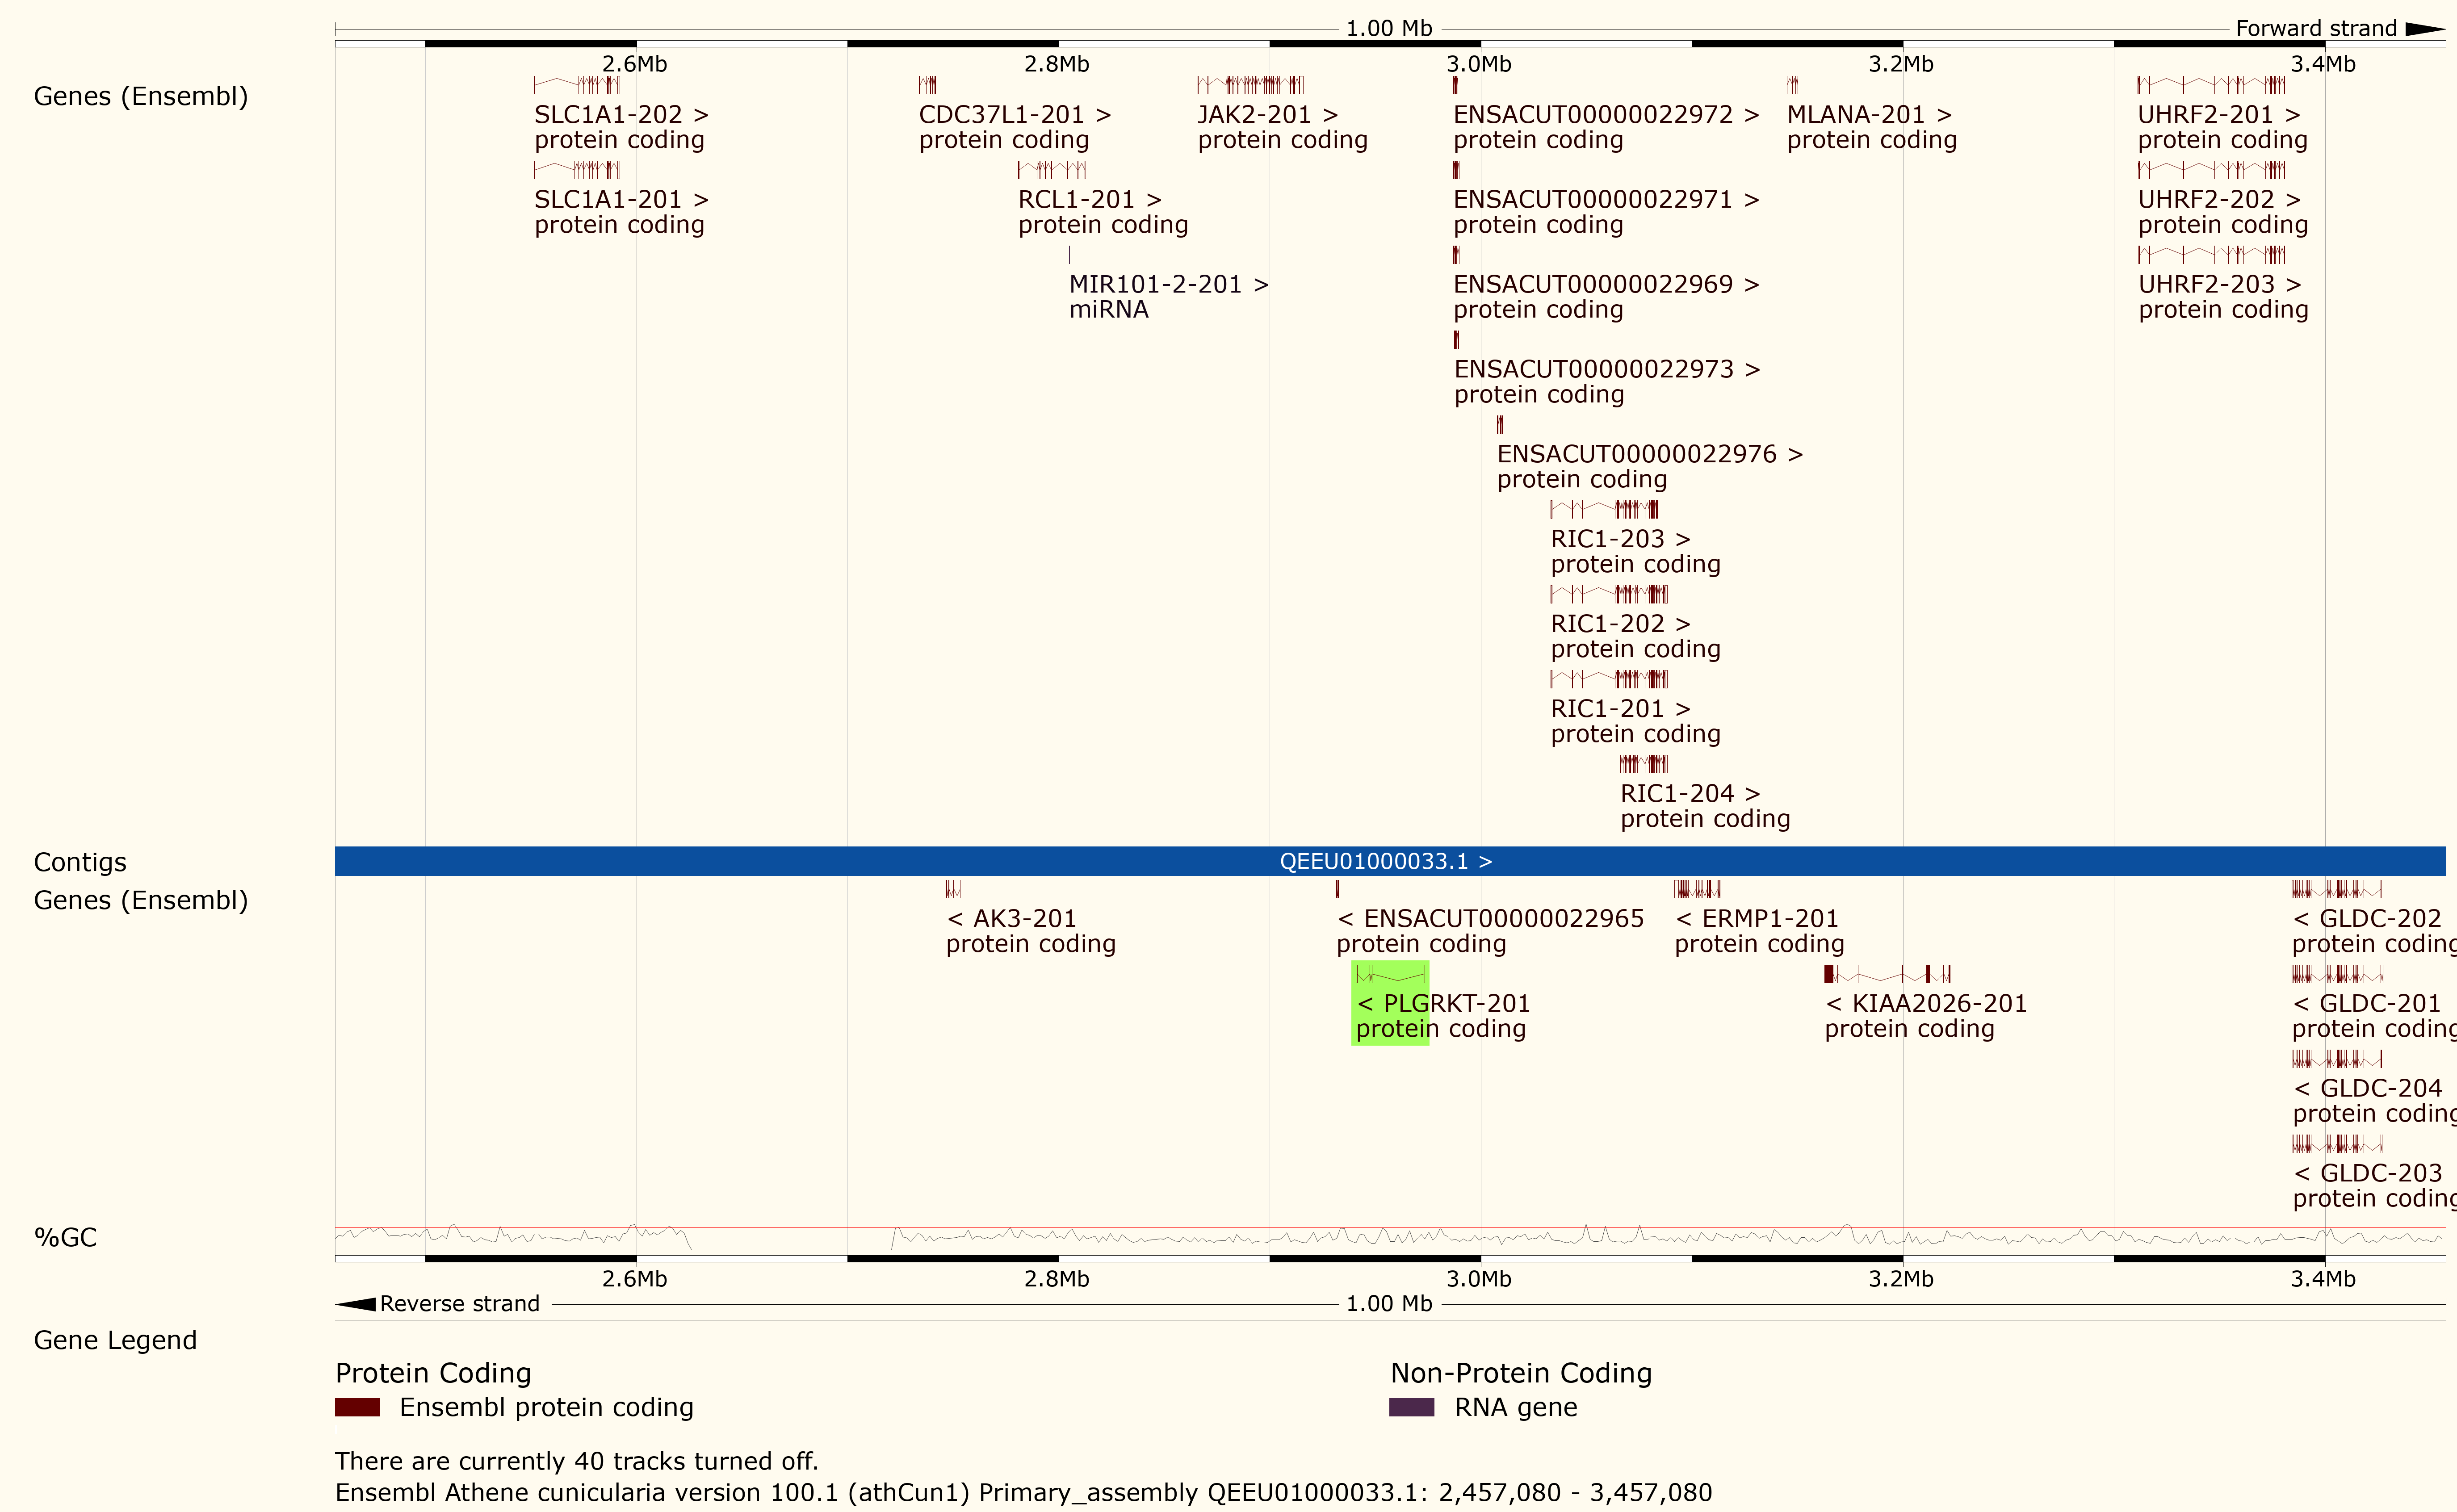 1.00 Mb Forward strand
2.6Mb 2.8Mb 3.0Mb 3.2Mb 3.4Mb
Genes (Ensembl)
SLC1A1-202 > CDC37L1-201 > JAK2-201 > ENSACUT00000022972 > MLANA-201 > UHRF2-201 >
protein coding protein coding protein coding protein coding protein coding protein coding
SLC1A1-201 > RCL1-201 > ENSACUT00000022971 > UHRF2-202 >
protein coding protein coding protein coding protein coding
MIR101-2-201 > ENSACUT00000022969 > UHRF2-203 >
miRNA protein coding protein coding
ENSACUT00000022973 >
protein coding
ENSACUT00000022976 >
protein coding
RIC1-203 >
protein coding
RIC1-202 >
protein coding
RIC1-201 >
protein coding
RIC1-204 >
protein coding
Contigs QEEU01000033.1 >
Genes (Ensembl)
< AK3-201 < ENSACUT00000022965 < ERMP1-201 < GLDC-202
protein coding protein coding protein coding protein coding
< PLGRKT-201 < KIAA2026-201 < GLDC-201
protein coding protein coding protein coding
< GLDC-204
protein coding
< GLDC-203
protein coding
%GC
2.6Mb 2.8Mb 3.0Mb 3.2Mb 3.4Mb
Reverse strand 1.00 Mb
Gene Legend
Protein Coding Non-Protein Coding
Ensembl protein coding RNA gene
There are currently 40 tracks turned off.
Ensembl Athene cunicularia version 100.1 (athCun1) Primary_assembly QEEU01000033.1: 2,457,080 - 3,457,080